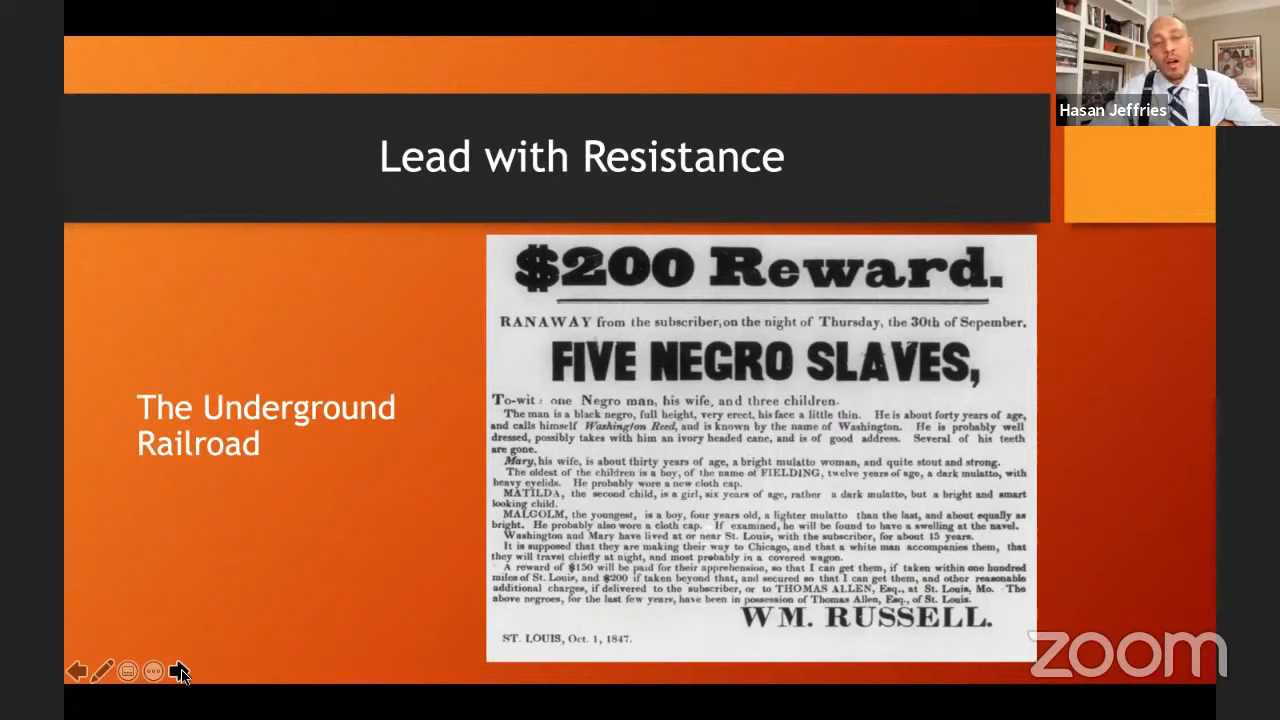 Hasan Jeffries
Lead with Resistance
The Underground
Railroad
$200 Reward.
RANAWAY from the subscriber, on the night of Thursday, the 30th of Sepember,
FIVE NEGRO SLAVES,
To-wit: one Negro man, his wife, and three children.
The man is a black negro, full height, very erect, his face a little thin. He is about forty years of age,
and calls himself Washington Reed, and is known by the name of Washington. He is probably well
dressed, possibly takes with him an ivory headed cane, and is of good address. Several of his teeth
are gone.
Mary, his wife, is about thirty years of age, a bright mulatto woman, and quite stout and strong.
The oldest of the children is a boy, of the name of FIELDING, twelve years of age, a dark mulatto, with
heavy eyelids. He probably wore a new cloth cap.
MATILDA, the second child, is a girl, six years of age, rather a dark mulatto, but a bright and smart
looking child.
MALCOLM, the youngest, is a boy, four years old, a lighter mulatto than the last, and about equally as
bright. He probably also wore a cloth cap. If examined, he will be found to have a swelling at the navel.
Washington and Mary have lived at or near St. Louis, with the subscriber, for about 15 years.
It is supposed that they are making their way to Chicago, and that a white man accompanies them, that
they will travel chiefly at night, and most probably in a covered wagon.
A reward of $150 will be paid for their apprehension, so that I can get them, if taken within one hundred
miles of St. Louis, and $200 if taken beyond that, and secured so that I can get them, and other reasonable
additional charges, if delivered to the subscriber, or to THOMAS ALLEN, Esq., at St. Louis, Mo. The
above negroes, for the last few years, have been in possession of Thomas Allen, Esq., of St. Louis.
WM. RUSSELL.
ST. LOUIS, Oct. 1, 1847.
zoom